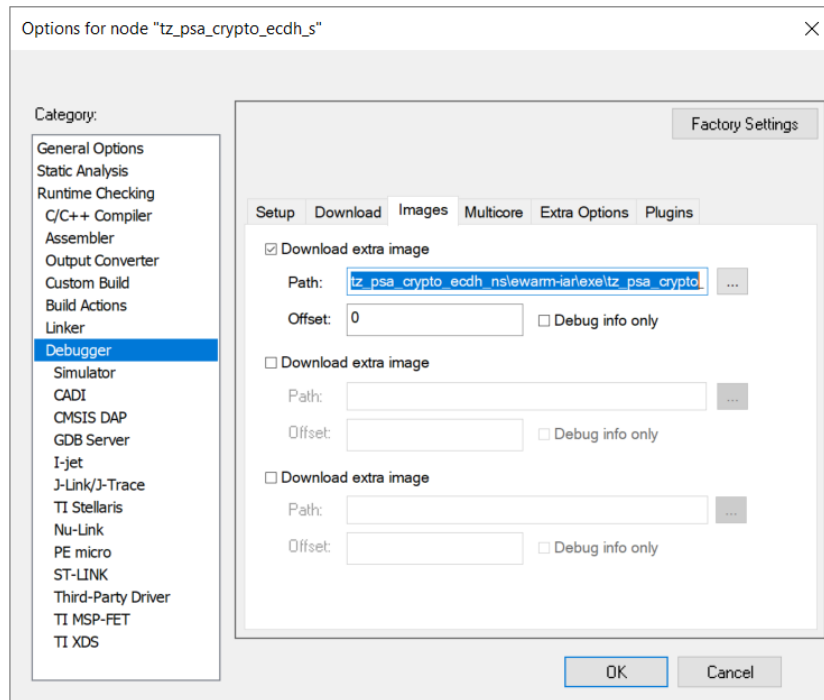 Options for node "tz_psa_crypto_ecdh_s"
Category:
General Options
Static Analysis
Runtime Checking
C/C++ Compiler
Assembler
Output Converter
Custom Build
Build Actions
Linker
Debugger
Simulator
CADI
CMSIS DAP
GDB Server
I-jet
J-Link/J-Trace
TI Stellaris
Nu-Link
PE micro
ST-LINK
Third-Party Driver
TI MSP-FET
TI XDS
Factory Settings
Setup Download Images Multicore Extra Options Plugins
Download extra image
Path: tz_psa_crypto_ecdh_ns\ewarm-iar\exe\tz_psa_crypto_ ...
Offset: 0 Debug info only
Download extra image
Path: ...
Offset: Debug info only
Download extra image
Path: ...
Offset: Debug info only
OK Cancel